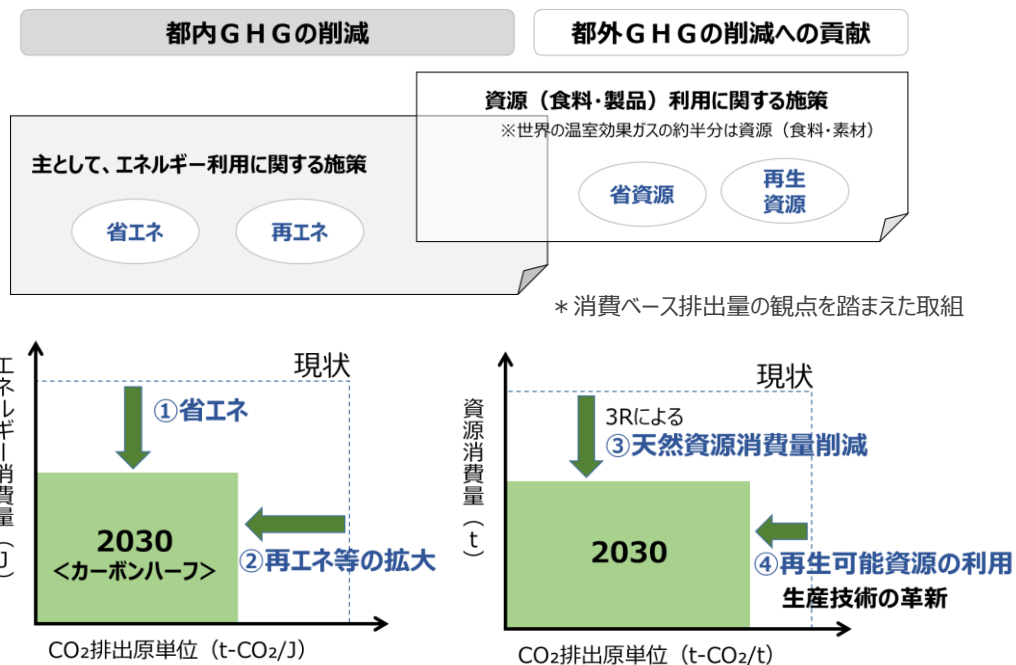 都内GHGの削減
都外GHGの削減への貢献
資源(食料・製品)利用に関する施策
※世界の温室効果ガスの約半分は資源(食料・素材)
省資源
再生
資源
主として、エネルギー利用に関する施策
省エネ
再エネ
*消費ベース排出量の観点を踏まえた取組
エネルギー消費量(J)
現状
①省エネ
2030
<カーボンハーフ>
②再エネ等の拡大
CO₂排出原単位(t-CO₂/J)
資源消費量(t)
現状
3Rによる
③天然資源消費量削減
2030
④再生可能資源の利用
生産技術の革新
CO₂排出原単位(t-CO₂/t)